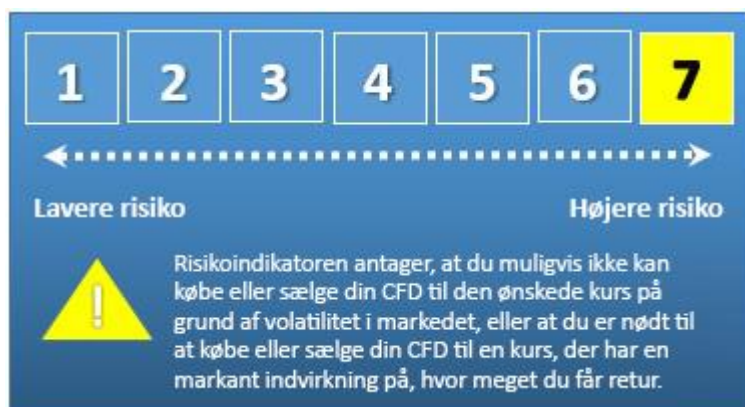 1 2 3 4 5 6 7
Lavere risiko Højere risiko
!
Risikoindikatoren antager, at du muligvis ikke kan
købe eller sælge din CFD til den ønskede kurs på
grund af volatilitet i markedet, eller at du er nødt til
at købe eller sælge din CFD til en kurs, der har en
markant indvirkning på, hvor meget du får retur.